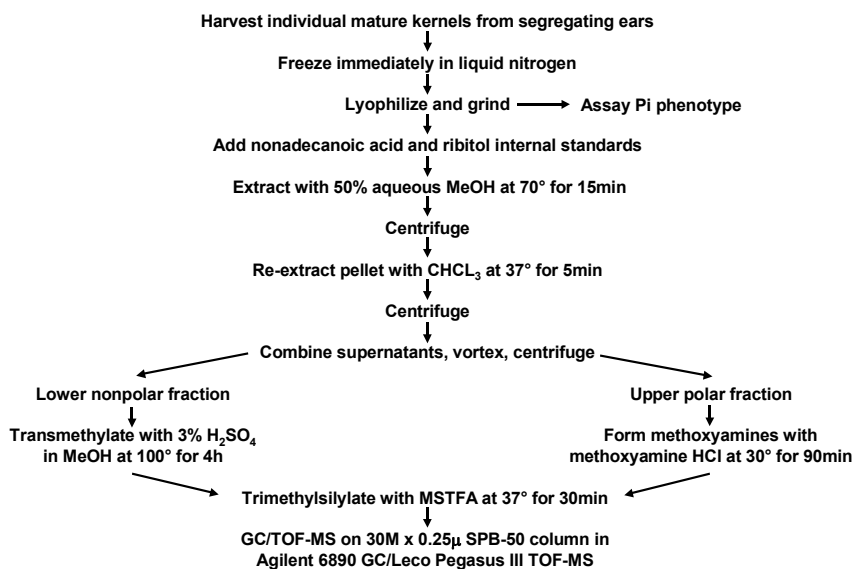 Harvest individual mature kernels from segregating ears
Freeze immediately in liquid nitrogen
Lyophilize and grind
Assay Pi phenotype
Add nonadecanoic acid and ribitol internal standards
Extract with 50% aqueous MeOH at 70° for 15min
Centrifuge
Re-extract pellet with CHCL₃ at 37° for 5min
Centrifuge
Combine supernatants, vortex, centrifuge
Lower nonpolar fraction
Transmethylate with 3% H₂SO₄
in MeOH at 100° for 4h
Upper polar fraction
Form methoxyamines with
methoxyamine HCl at 30° for 90min
Trimethylsilylate with MSTFA at 37° for 30min
GC/TOF-MS on 30M x 0.25µ SPB-50 column in
Agilent 6890 GC/Leco Pegasus III TOF-MS